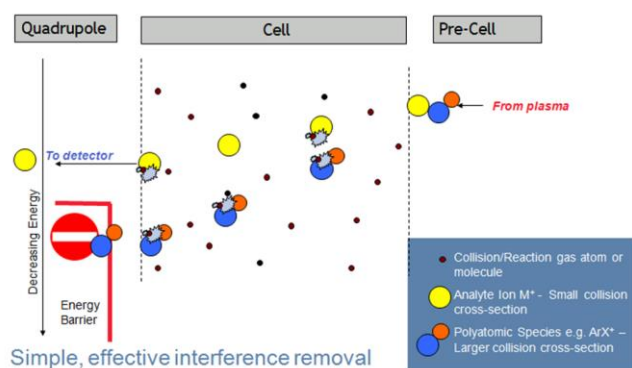 Quadrupole
Cell
Pre-Cell
From plasma
To detector
Decreasing Energy
Energy
Barrier
Collision/Reaction gas atom or
molecule
Analyte Ion M⁺ - Small collision
cross-section
Polyatomic Species e.g. ArX⁺ –
Larger collision cross-section
Simple, effective interference removal